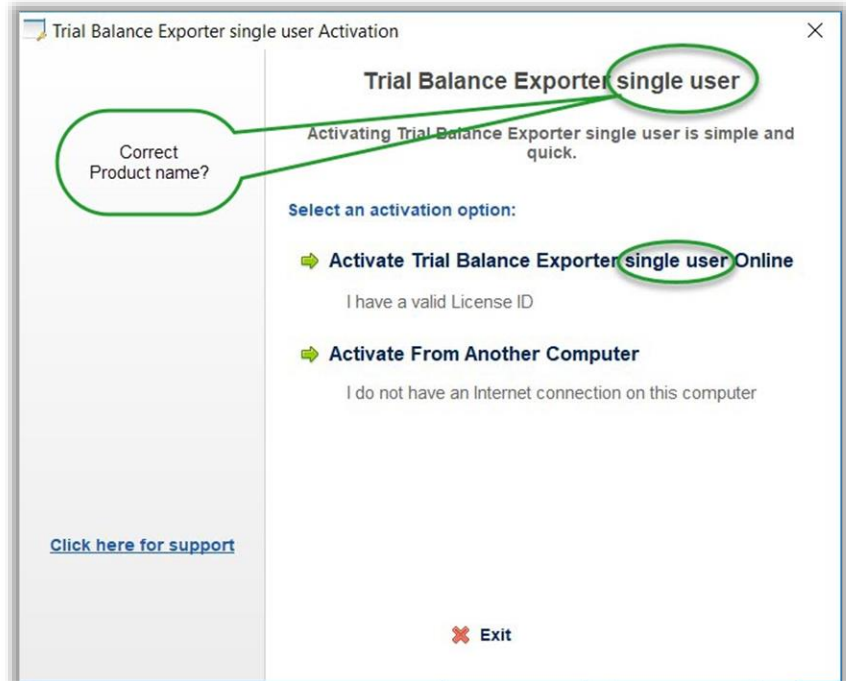 Trial Balance Exporter single user Activation
Trial Balance Exporter single user
Correct
Product name?
Activating Trial Balance Exporter single user is simple and
quick.
Select an activation option:
Activate Trial Balance Exporter single user Online
I have a valid License ID
Activate From Another Computer
I do not have an Internet connection on this computer
Click here for support
Exit